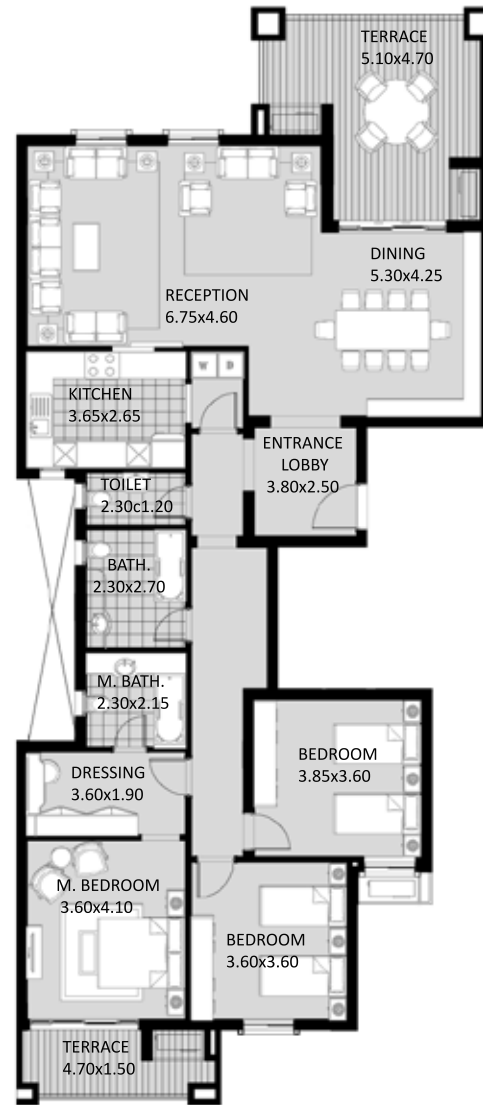 TERRACE
5.10x4.70
DINING
5.30x4.25
RECEPTION
6.75x4.60
W D
KITCHEN
3.65x2.65
ENTRANCE
LOBBY
3.80x2.50
TOILET
2.30c1.20
BATH.
2.30x2.70
M. BATH.
2.30x2.15
BEDROOM
3.85x3.60
DRESSING
3.60x1.90
M. BEDROOM
3.60x4.10
BEDROOM
3.60x3.60
TERRACE
4.70x1.50